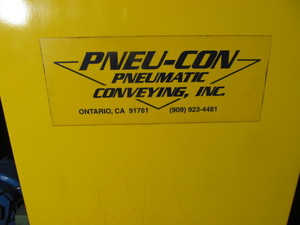 PNEU-CON
PNEUMATIC
CONVEYING, INC.
ONTARIO, CA 91761 (909) 923-4481